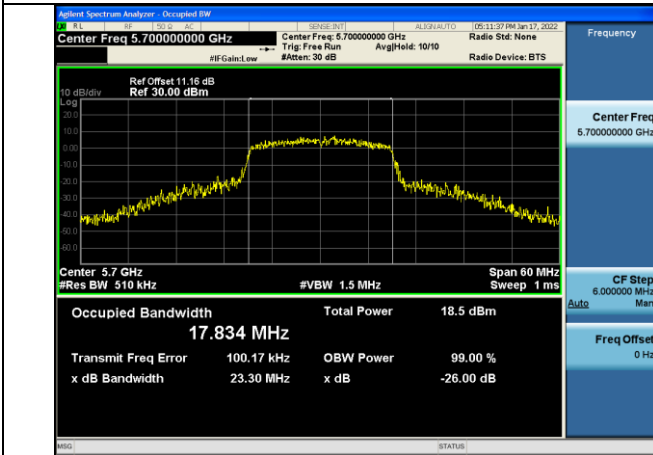 Agilent Spectrum Analyzer - Occupied BW
RL RF 50 Ω AC SENSE:INT ALIGNAUTO 05:11:37 PM Jan 17, 2022
Center Freq 5.700000000 GHz
Center Freq: 5.700000000 GHz
Radio Std: None
Trig: Free Run Avg|Hold: 10/10
#IFGain:Low #Atten: 30 dB
Radio Device: BTS
Ref Offset 11.16 dB
10 dB/div Ref 30.00 dBm
Log
20.0
10.0
0.00
-10.0
-20.0
-30.0
-40.0
-50.0
-60.0
Center 5.7 GHz
Span 60 MHz
#Res BW 510 kHz
#VBW 1.5 MHz
Sweep 1 ms
Occupied Bandwidth
Total Power 18.5 dBm
17.834 MHz
Transmit Freq Error 100.17 kHz
OBW Power 99.00 %
x dB Bandwidth 23.30 MHz
x dB -26.00 dB
MSG
STATUS
Frequency
Center Freq
5.700000000 GHz
CF Step
6.000000 MHz
Auto Man
Freq Offset
0 Hz